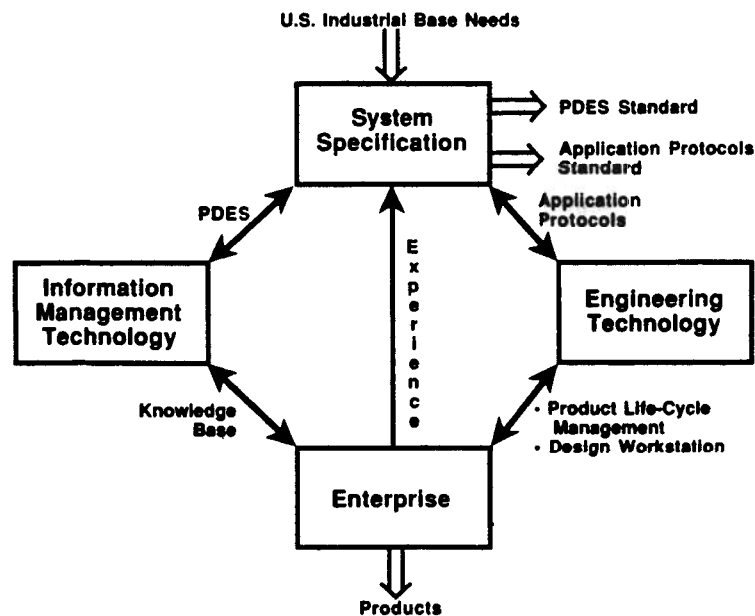 U.S. Industrial Base Needs
System
Specification
PDES Standard
Application Protocols
Standard
PDES
Application
Protocols
Experience
Information
Management
Technology
Engineering
Technology
Knowledge
Base
• Product Life-Cycle
Management
• Design Workstation
Enterprise
Products